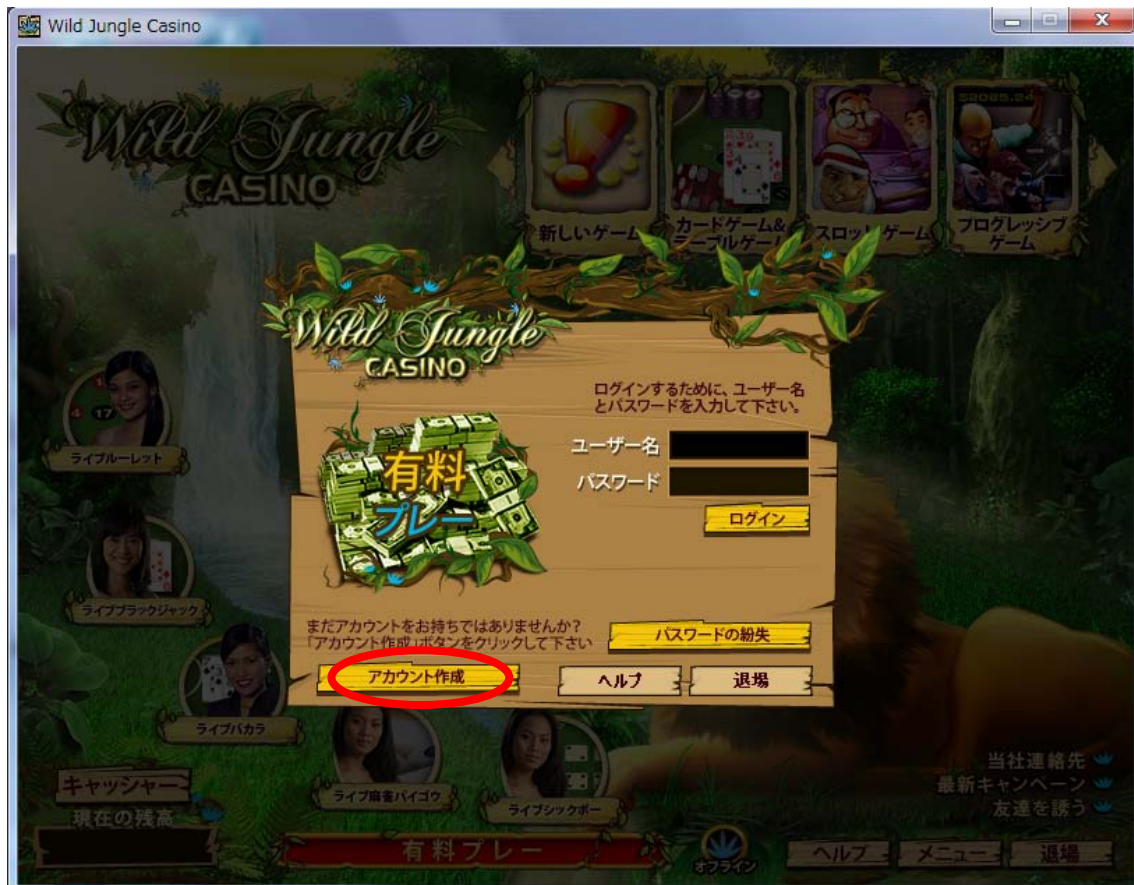 Wild Jungle Casino
Wild Jungle
CASINO
新しいゲーム
カードゲーム&
テーブルゲーム
スロットゲーム
プログレッシブ
ゲーム
Wild Jungle
CASINO
ログインするために、ユーザー名
とパスワードを入力して下さい。
ユーザー名
パスワード
ログイン
有料
プレー
まだアカウントをお持ちではありませんか?
「アカウント作成」ボタンをクリックして下さい
パスワードの紛失
アカウント作成
ヘルプ
退場
ライブルーレット
ライブブラックジャック
ライブバカラ
ライブ麻雀パイゴウ
ライブシックボー
キャッシャー
現在の残高
有料プレー
オフライン
当社連絡先
最新キャンペーン
友達を誘う
ヘルプ
メニュー
退場